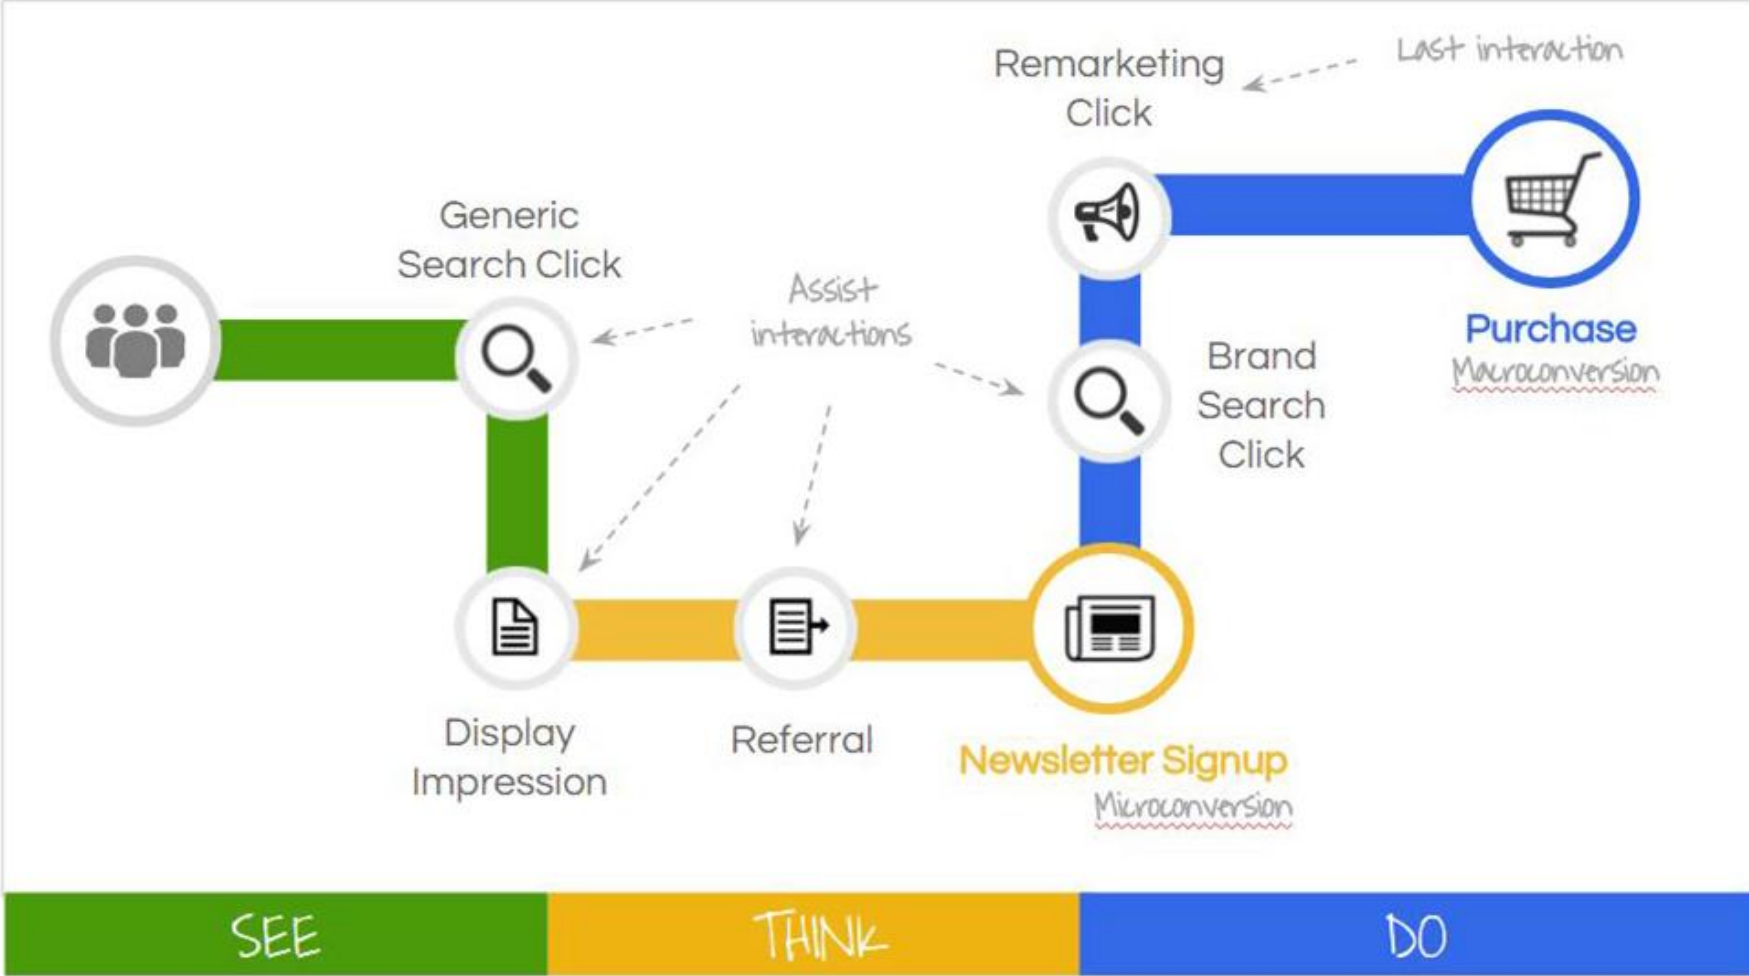 Remarketing
Click
Last interaction
Generic
Search Click
Assist
interactions
Purchase
Macroconversion
Brand
Search
Click
Display
Impression
Referral
Newsletter Signup
Microconversion
SEE
THINK
DO